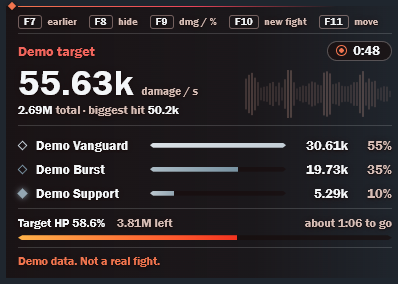 F7 earlier F8 hide F9 dmg / % F10 new fight F11 move
Demo target 0:48
55.63k damage / s
2.69M total · biggest hit 50.2k
Demo Vanguard 30.61k 55%
Demo Burst 19.73k 35%
Demo Support 5.29k 10%
Target HP 58.6% 3.81M left about 1:06 to go
Demo data. Not a real fight.